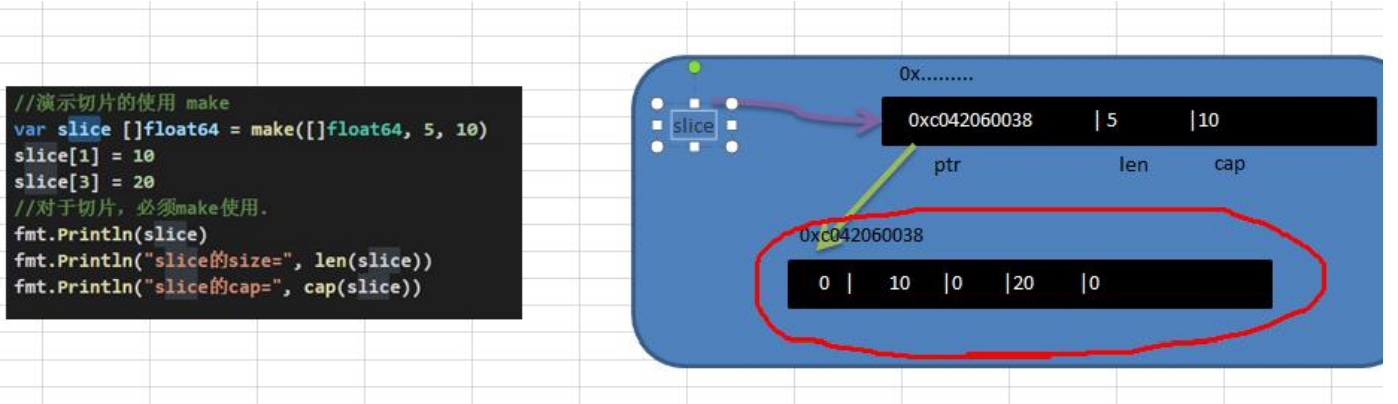 //演示切片的使用 make
var slice []float64 = make([]float64, 5, 10)
slice[1] = 10
slice[3] = 20
//对于切片，必须make使用.
fmt.Println(slice)
fmt.Println("slice的size=", len(slice))
fmt.Println("slice的cap=", cap(slice))
0x.........
slice
0xc042060038 | 5 |10
ptr len cap
0xc042060038
0 | 10 |0 |20 |0